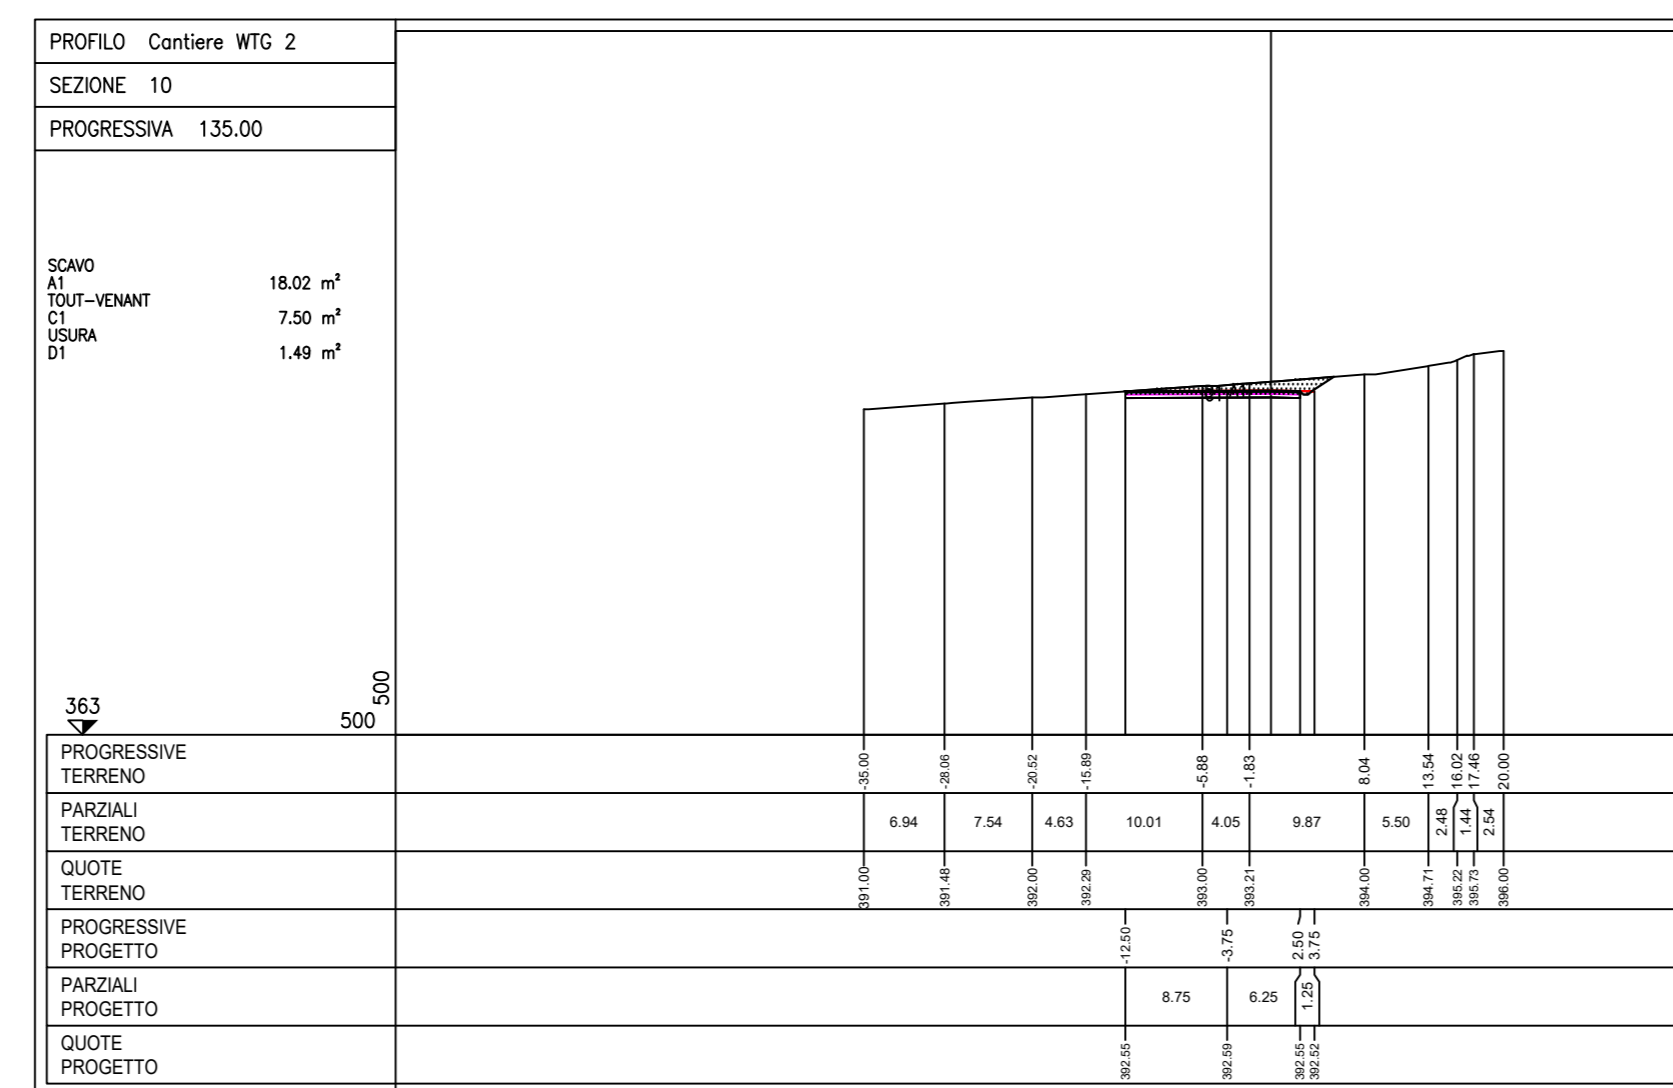 PROFILO Cantiere WTG 2
SEZIONE 10
PROGRESSIVA 135.00
SCAVO
A1 18.02 m²
TOUT-VENANT
C1 7.50 m²
USURA
D1 1.49 m²
363
500
500
PROGRESSIVE
TERRENO
-35.00 -28.06 -20.52 -15.89 -5.88 -1.83 8.04 13.54 16.02 17.46 20.00
PARZIALI
TERRENO
6.94 7.54 4.63 10.01 4.05 9.87 5.50 2.48 1.44 2.54
QUOTE
TERRENO
391.00 391.48 392.00 392.29 393.00 393.21 394.00 394.71 395.22 395.73 396.00
PROGRESSIVE
PROGETTO
-12.50 -3.75 2.50 3.75
PARZIALI
PROGETTO
8.75 6.25 1.25
QUOTE
PROGETTO
392.55 392.59 392.55 392.52